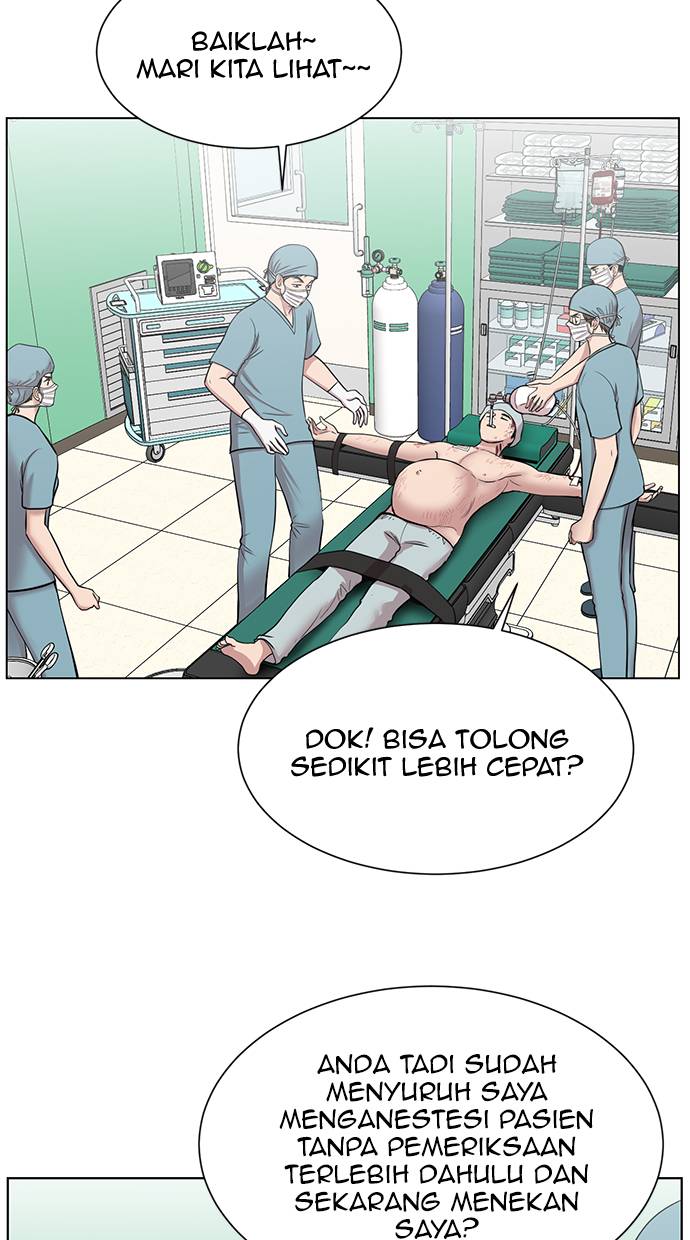 BAIKLAH~
MARI KITA LIHAT~~
DOK! BISA TOLONG
SEDIKIT LEBIH CEPAT?
ANDA TADI SUDAH
MENYURUH SAYA
MENGANESTESI PASIEN
TANPA PEMERIKSAAN
TERLEBIH DAHULU DAN
SEKARANG MENEKAN
SAYA?